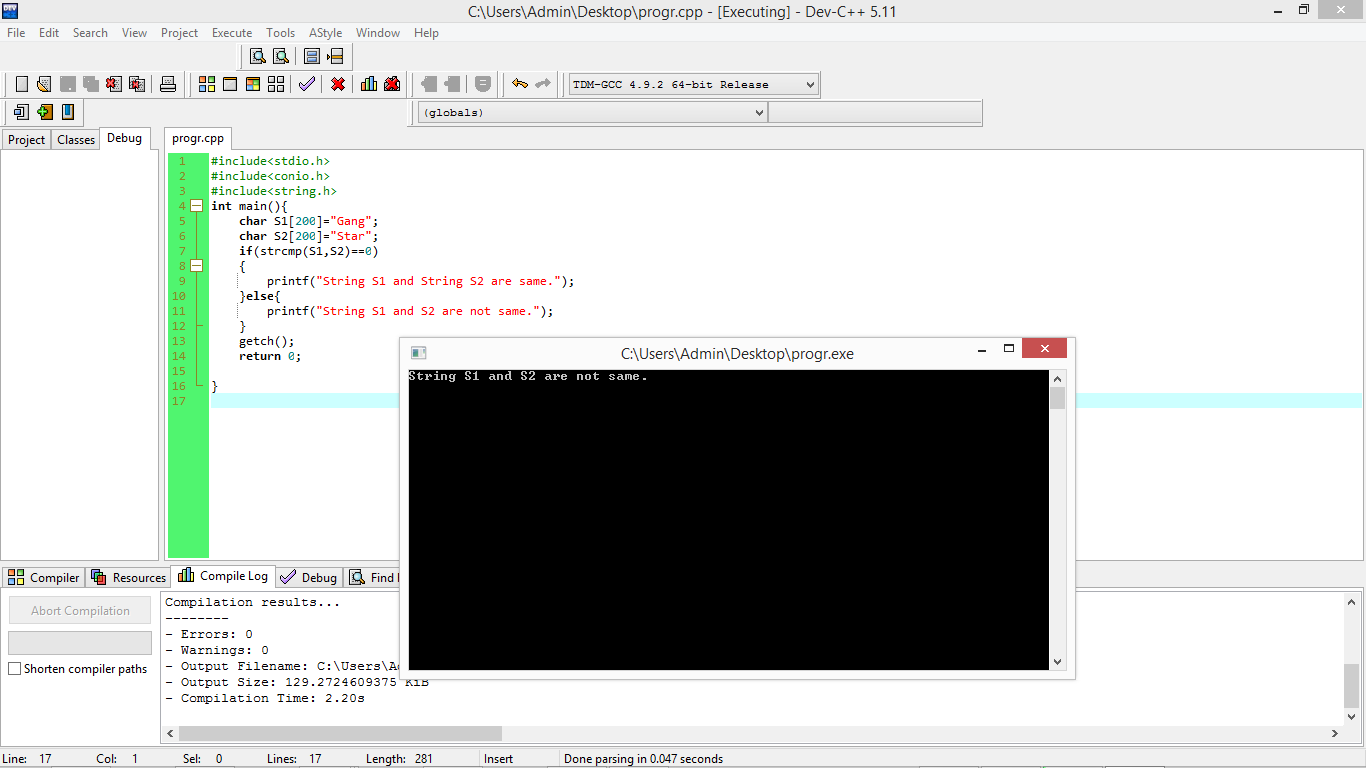 C:\Users\Admin\Desktop\progr.cpp - [Executing] - Dev-C++ 5.11
File Edit Search View Project Execute Tools AStyle Window Help
TDM-GCC 4.9.2 64-bit Release
(globals)
Project Classes Debug
progr.cpp
1 #include<stdio.h>
2 #include<conio.h>
3 #include<string.h>
4 int main(){
5 char S1[200]="Gang";
6 char S2[200]="Star";
7 if(strcmp(S1,S2)==0)
8 {
9 printf("String S1 and String S2 are same.");
10 }else{
11 printf("String S1 and S2 are not same.");
12 }
13 getch();
14 return 0;
15
16 }
17
C:\Users\Admin\Desktop\progr.exe
String S1 and S2 are not same.
Compiler Resources Compile Log Debug Find
Abort Compilation
Shorten compiler paths
Compilation results...
--------
- Errors: 0
- Warnings: 0
- Output Filename: C:\Users\A
- Output Size: 129.2724609375 KiB
- Compilation Time: 2.20s
Line: 17 Col: 1 Sel: 0 Lines: 17 Length: 281 Insert Done parsing in 0.047 seconds